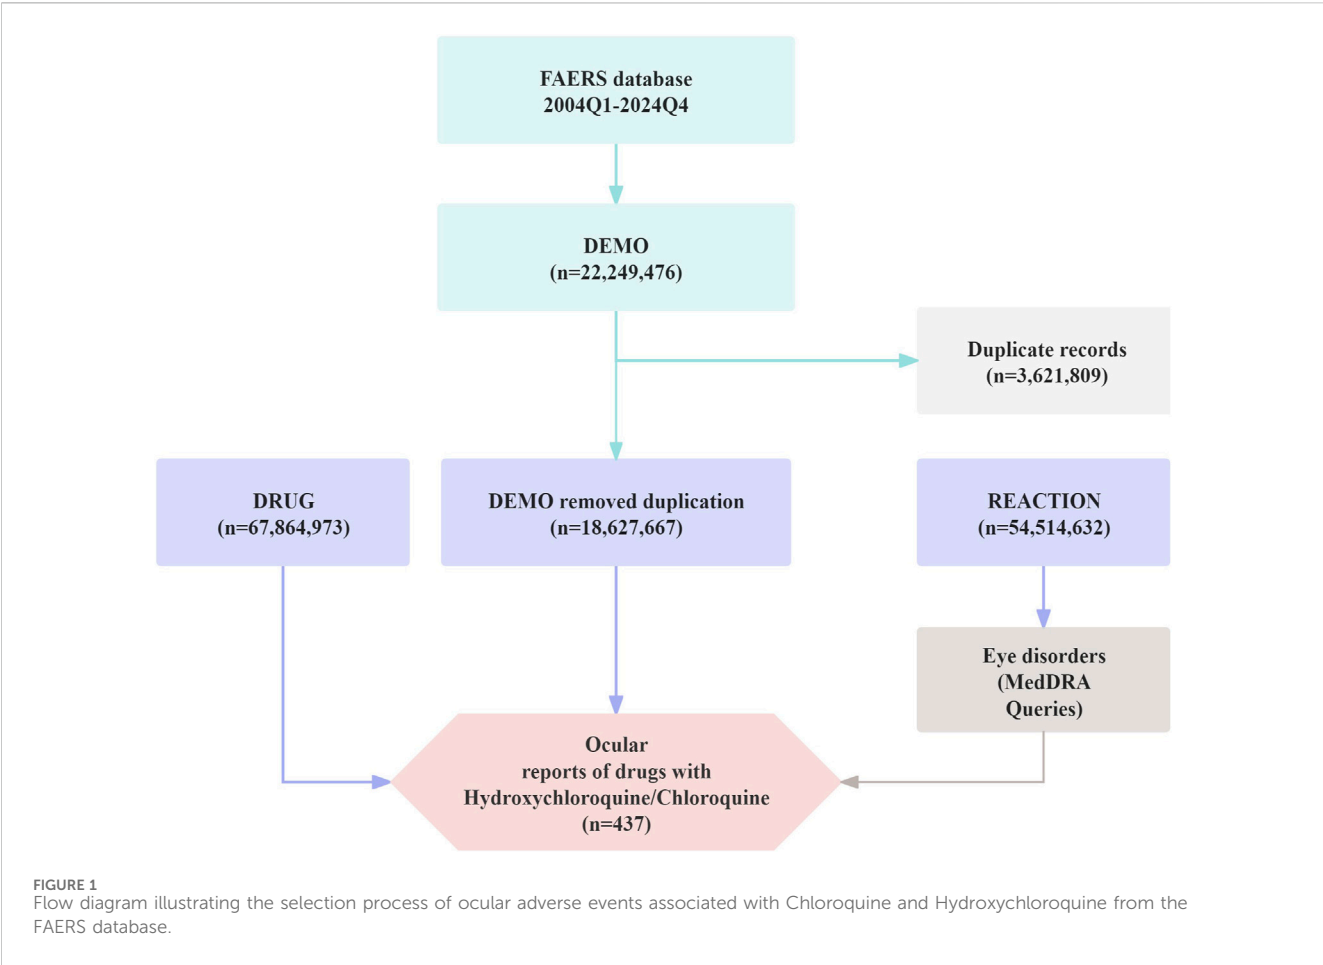 FAERS database
2004Q1-2024Q4
DEMO
(n=22,249,476)
Duplicate records
(n=3,621,809)
DRUG
(n=67,864,973)
DEMO removed duplication
(n=18,627,667)
REACTION
(n=54,514,632)
Eye disorders
(MedDRA
Queries)
Ocular
reports of drugs with
Hydroxychloroquine/Chloroquine
(n=437)
FIGURE 1
Flow diagram illustrating the selection process of ocular adverse events associated with Chloroquine and Hydroxychloroquine from the
FAERS database.